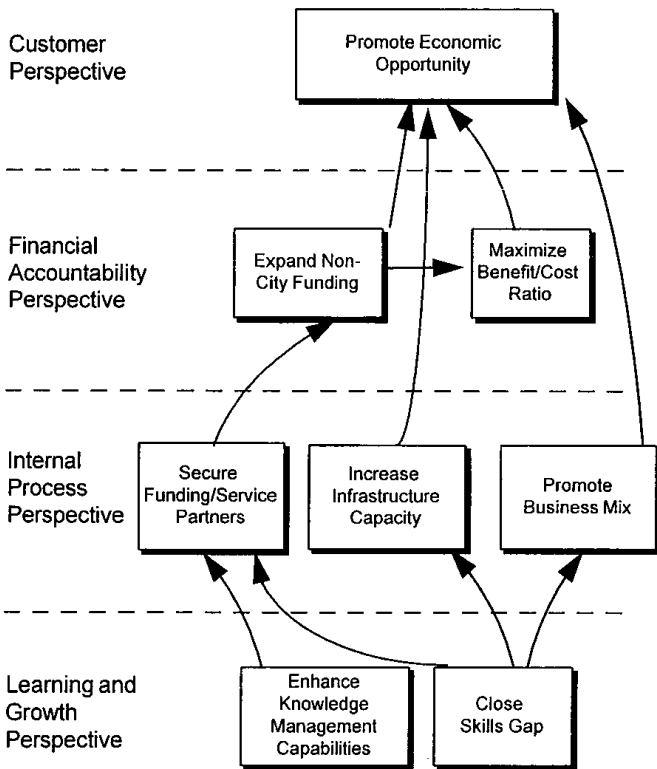 Customer
Perspective
Promote Economic
Opportunity
Financial
Accountability
Perspective
Expand Non-
City Funding
Maximize
Benefit/Cost
Ratio
Internal
Process
Perspective
Secure
Funding/Service
Partners
Increase
Infrastructure
Capacity
Promote
Business Mix
Learning and
Growth
Perspective
Enhance
Knowledge
Management
Capabilities
Close
Skills Gap